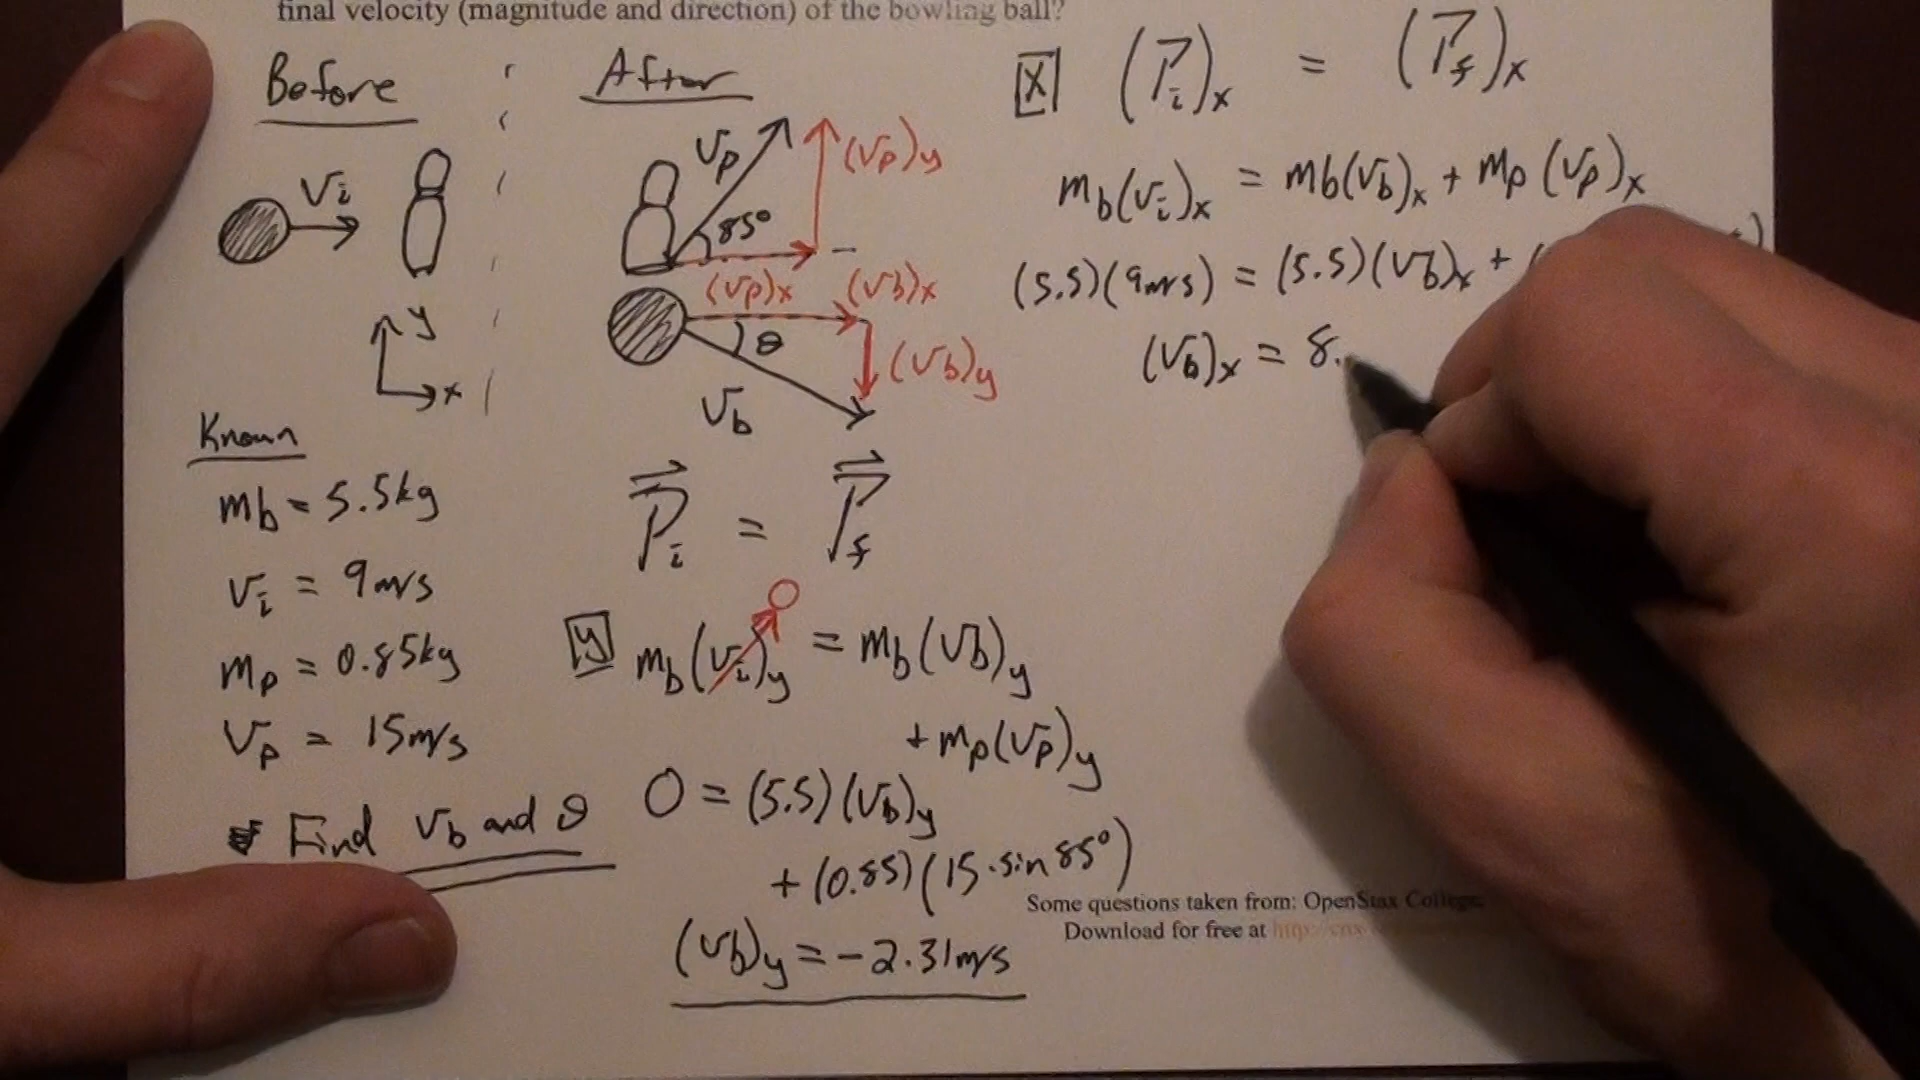 final velocity (magnitude and direction) of the bowling ball?
Before
After
Vi
Vp
85°
(Vp)y
(Vp)x
(Vb)x
θ
(Vb)y
Vb
y
x
Known
mb = 5.5kg
Vi = 9m/s
mp = 0.85kg
Vp = 15m/s
Find Vb and θ
Pi = Pf
y mb(Vi)y = mb(Vb)y
0
+ mp(Vp)y
0 = (5.5)(Vb)y
+ (0.85)(15·sin85°)
(Vb)y = -2.31m/s
x (Pi)x = (Pf)x
mb(Vi)x = mb(Vb)x + mp(Vp)x
(5.5)(9m/s) = (5.5)(Vb)x + (
(Vb)x = 8.
Some questions taken from: OpenStax College.
Download for free at